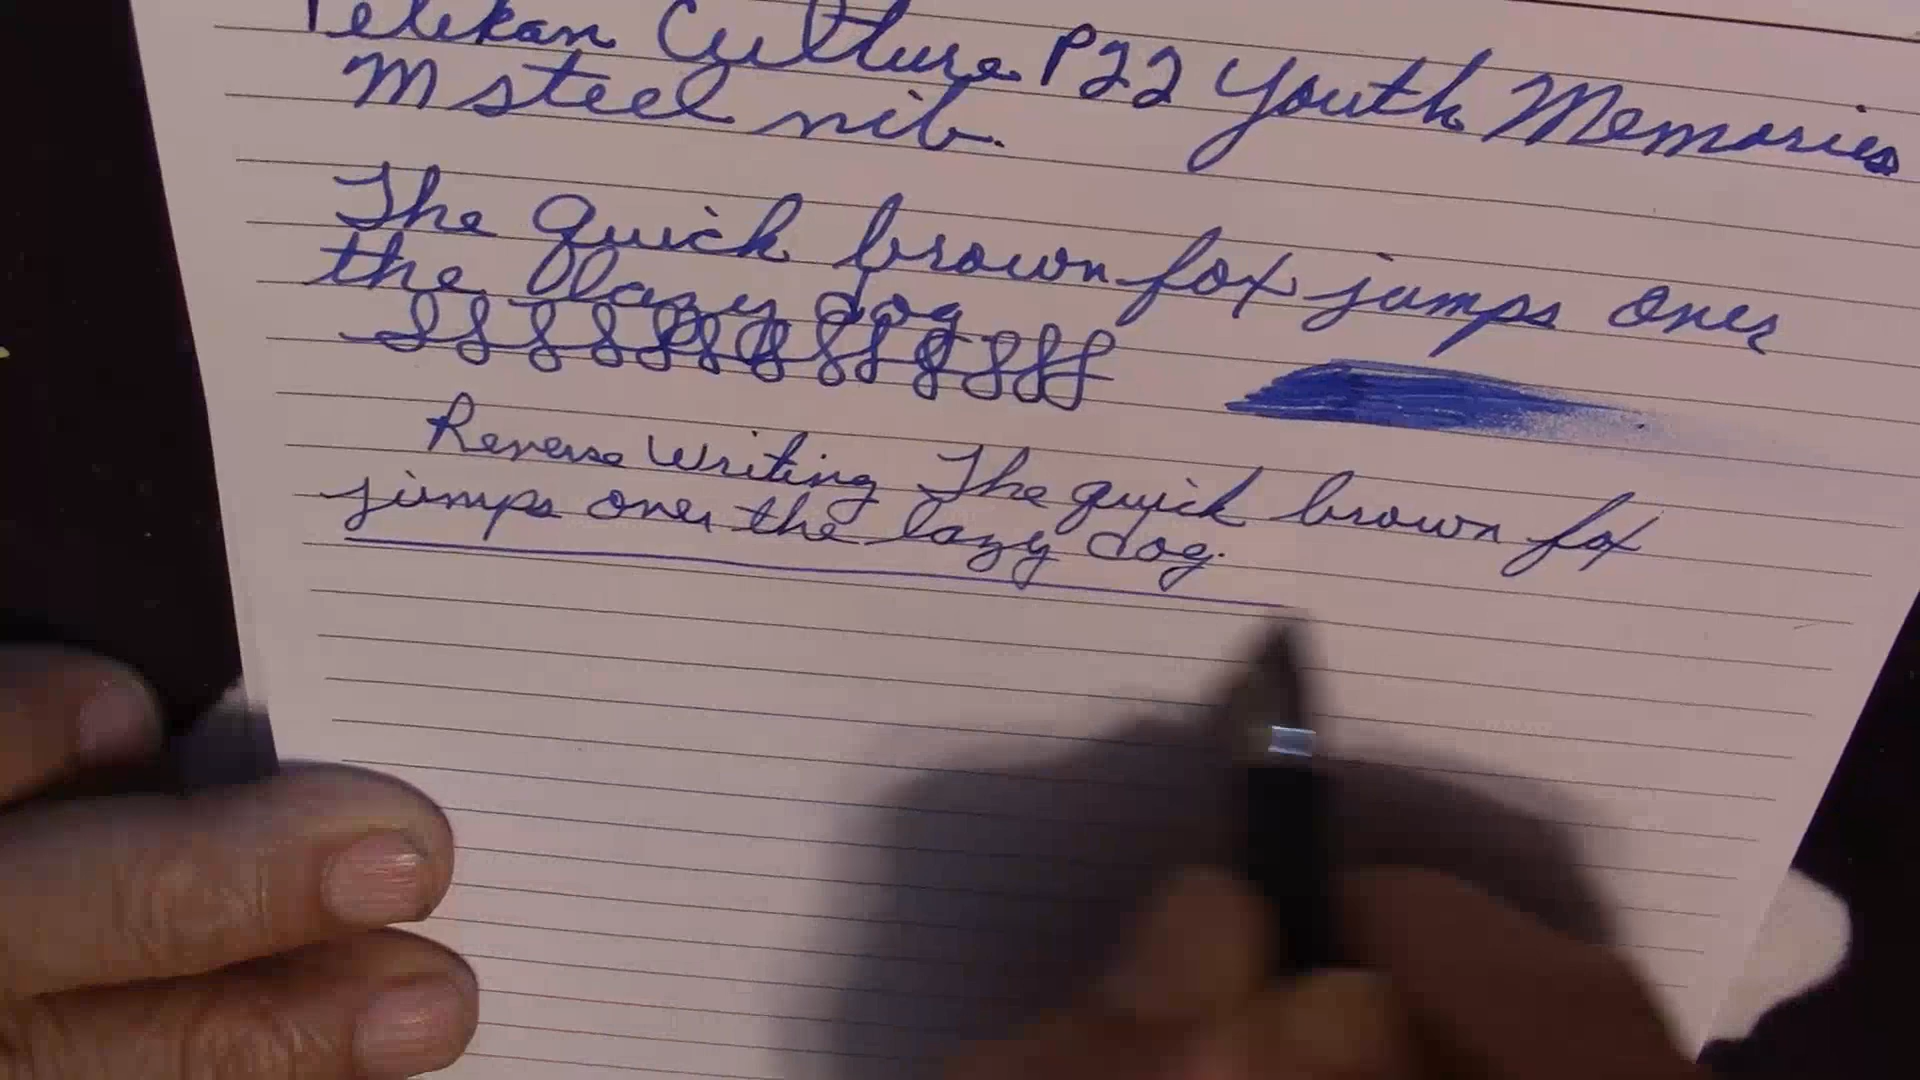 Pelikan Culture P22 Youth Memories
M steel nib.
The quick brown fox jumps over
the lazy dog
Reverse Writing The quick brown fox
jumps over the lazy dog.